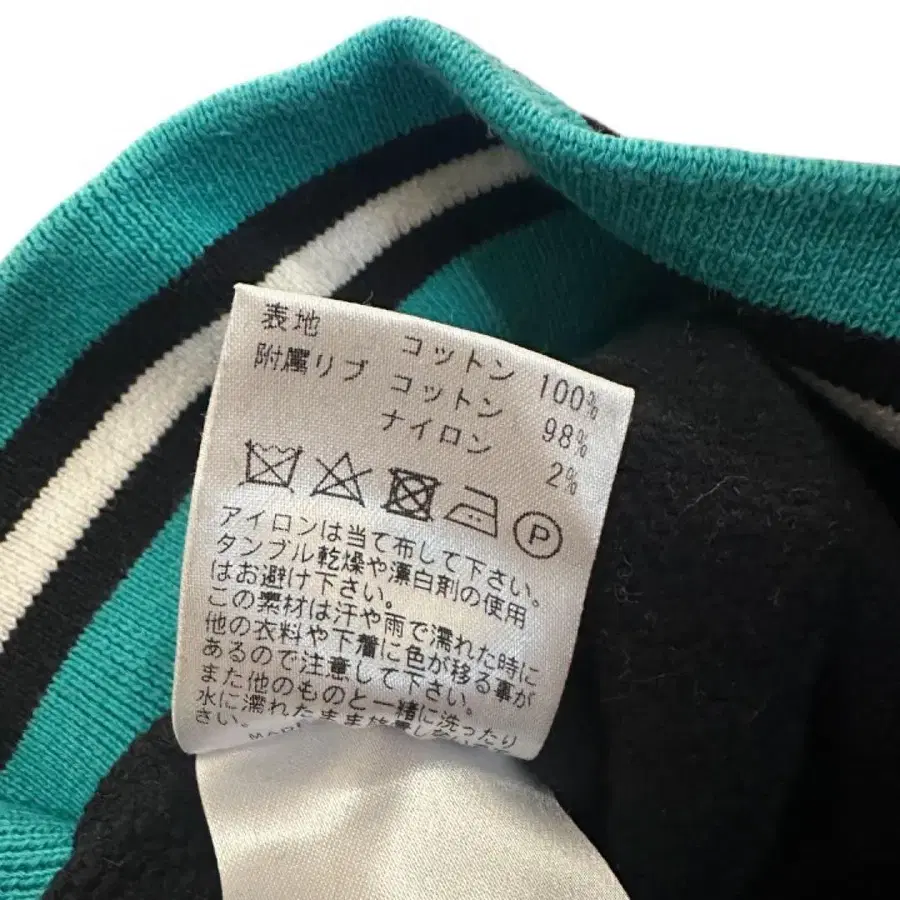 表地 コットン 100%
附属リブ コットン 98%
ナイロン 2%
P
アイロンは当て布して下さい。
タンブル乾燥や漂白剤の使用
はお避け下さい。
この素材は汗や雨で濡れた時に
他の衣料や下着に色が移る事が
あるので注意して下さい。
また他のものと一緒に洗ったり
水に濡れたまま放置しない
さい。
MADE